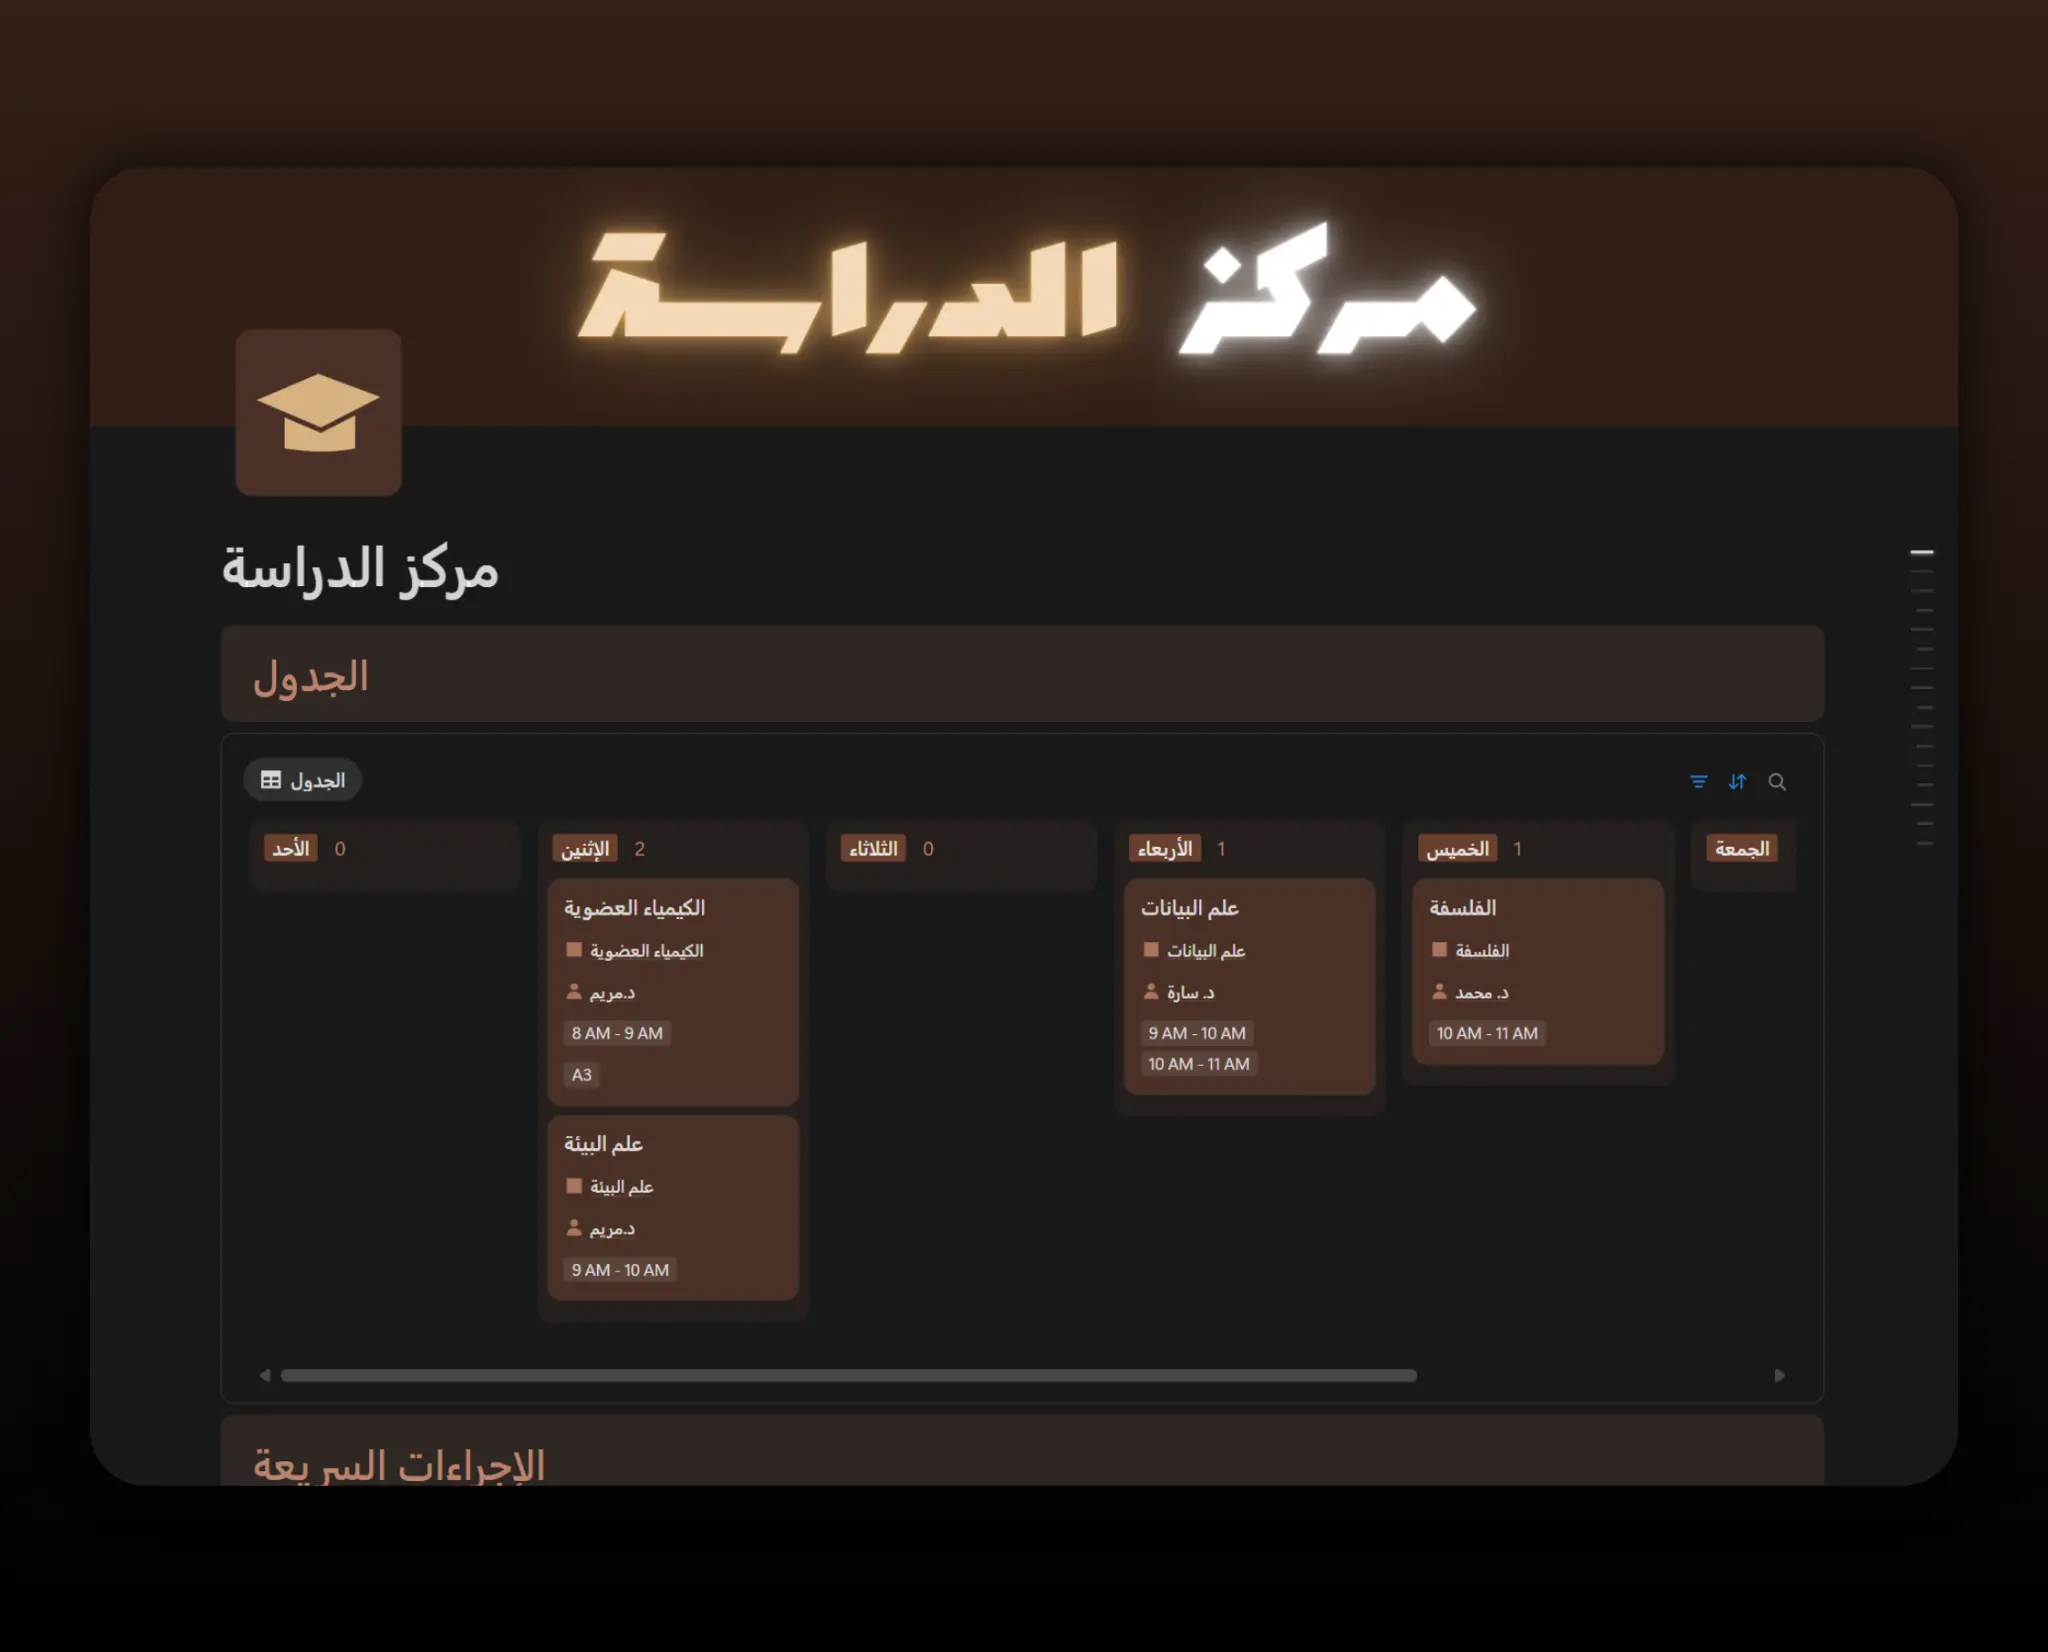 مركز الدراسة
مركز الدراسة
الجدول
الجدول
الأحد 0
الإثنين 2
الكيمياء العضوية
الكيمياء العضوية
د.مريم
8 AM - 9 AM
A3
علم البيئة
علم البيئة
د.مريم
9 AM - 10 AM
الثلاثاء 0
الأربعاء 1
علم البيانات
علم البيانات
د. سارة
9 AM - 10 AM
10 AM - 11 AM
الخميس 1
الفلسفة
الفلسفة
د. محمد
10 AM - 11 AM
الجمعة
الإجراءات السريعة